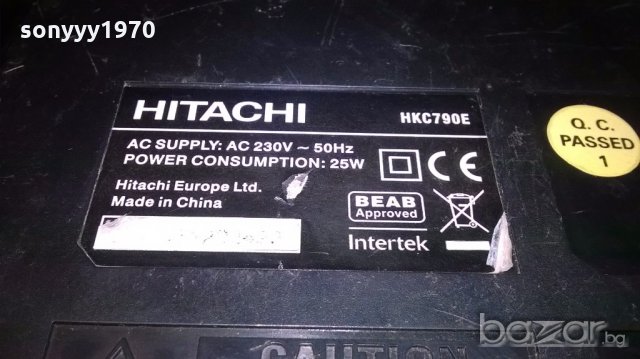 sonyyy1970
HITACHI HKC790E
AC SUPPLY: AC 230V ~ 50Hz
POWER CONSUMPTION: 25W
Hitachi Europe Ltd.
Made in China
CE
BEAB
Approved
Intertek
Q. C.
PASSED
1
CAUTION
bazar.bg